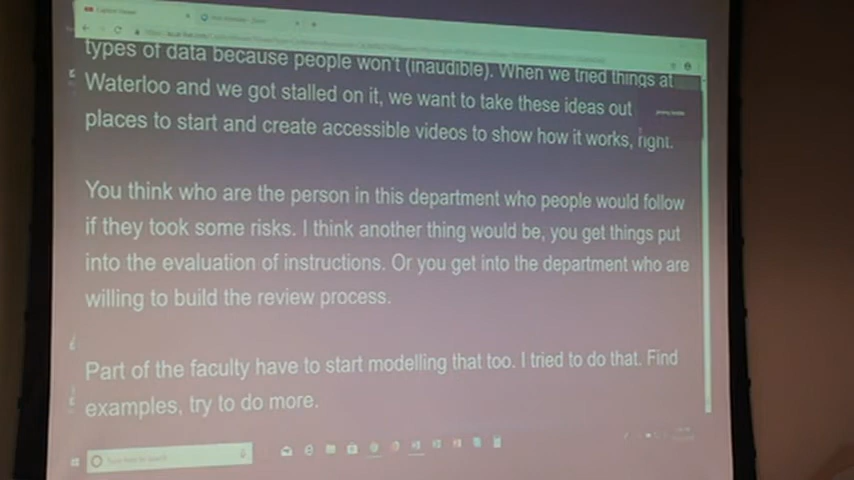 types of data because people won't (inaudible). When we tried things at
Waterloo and we got stalled on it, we want to take these ideas out
places to start and create accessible videos to show how it works, right.
You think who are the person in this department who people would follow
if they took some risks. I think another thing would be, you get things put
into the evaluation of instructions. Or you get into the department who are
willing to build the review process.
Part of the faculty have to start modelling that too. I tried to do that. Find
examples, try to do more.
Type here to search